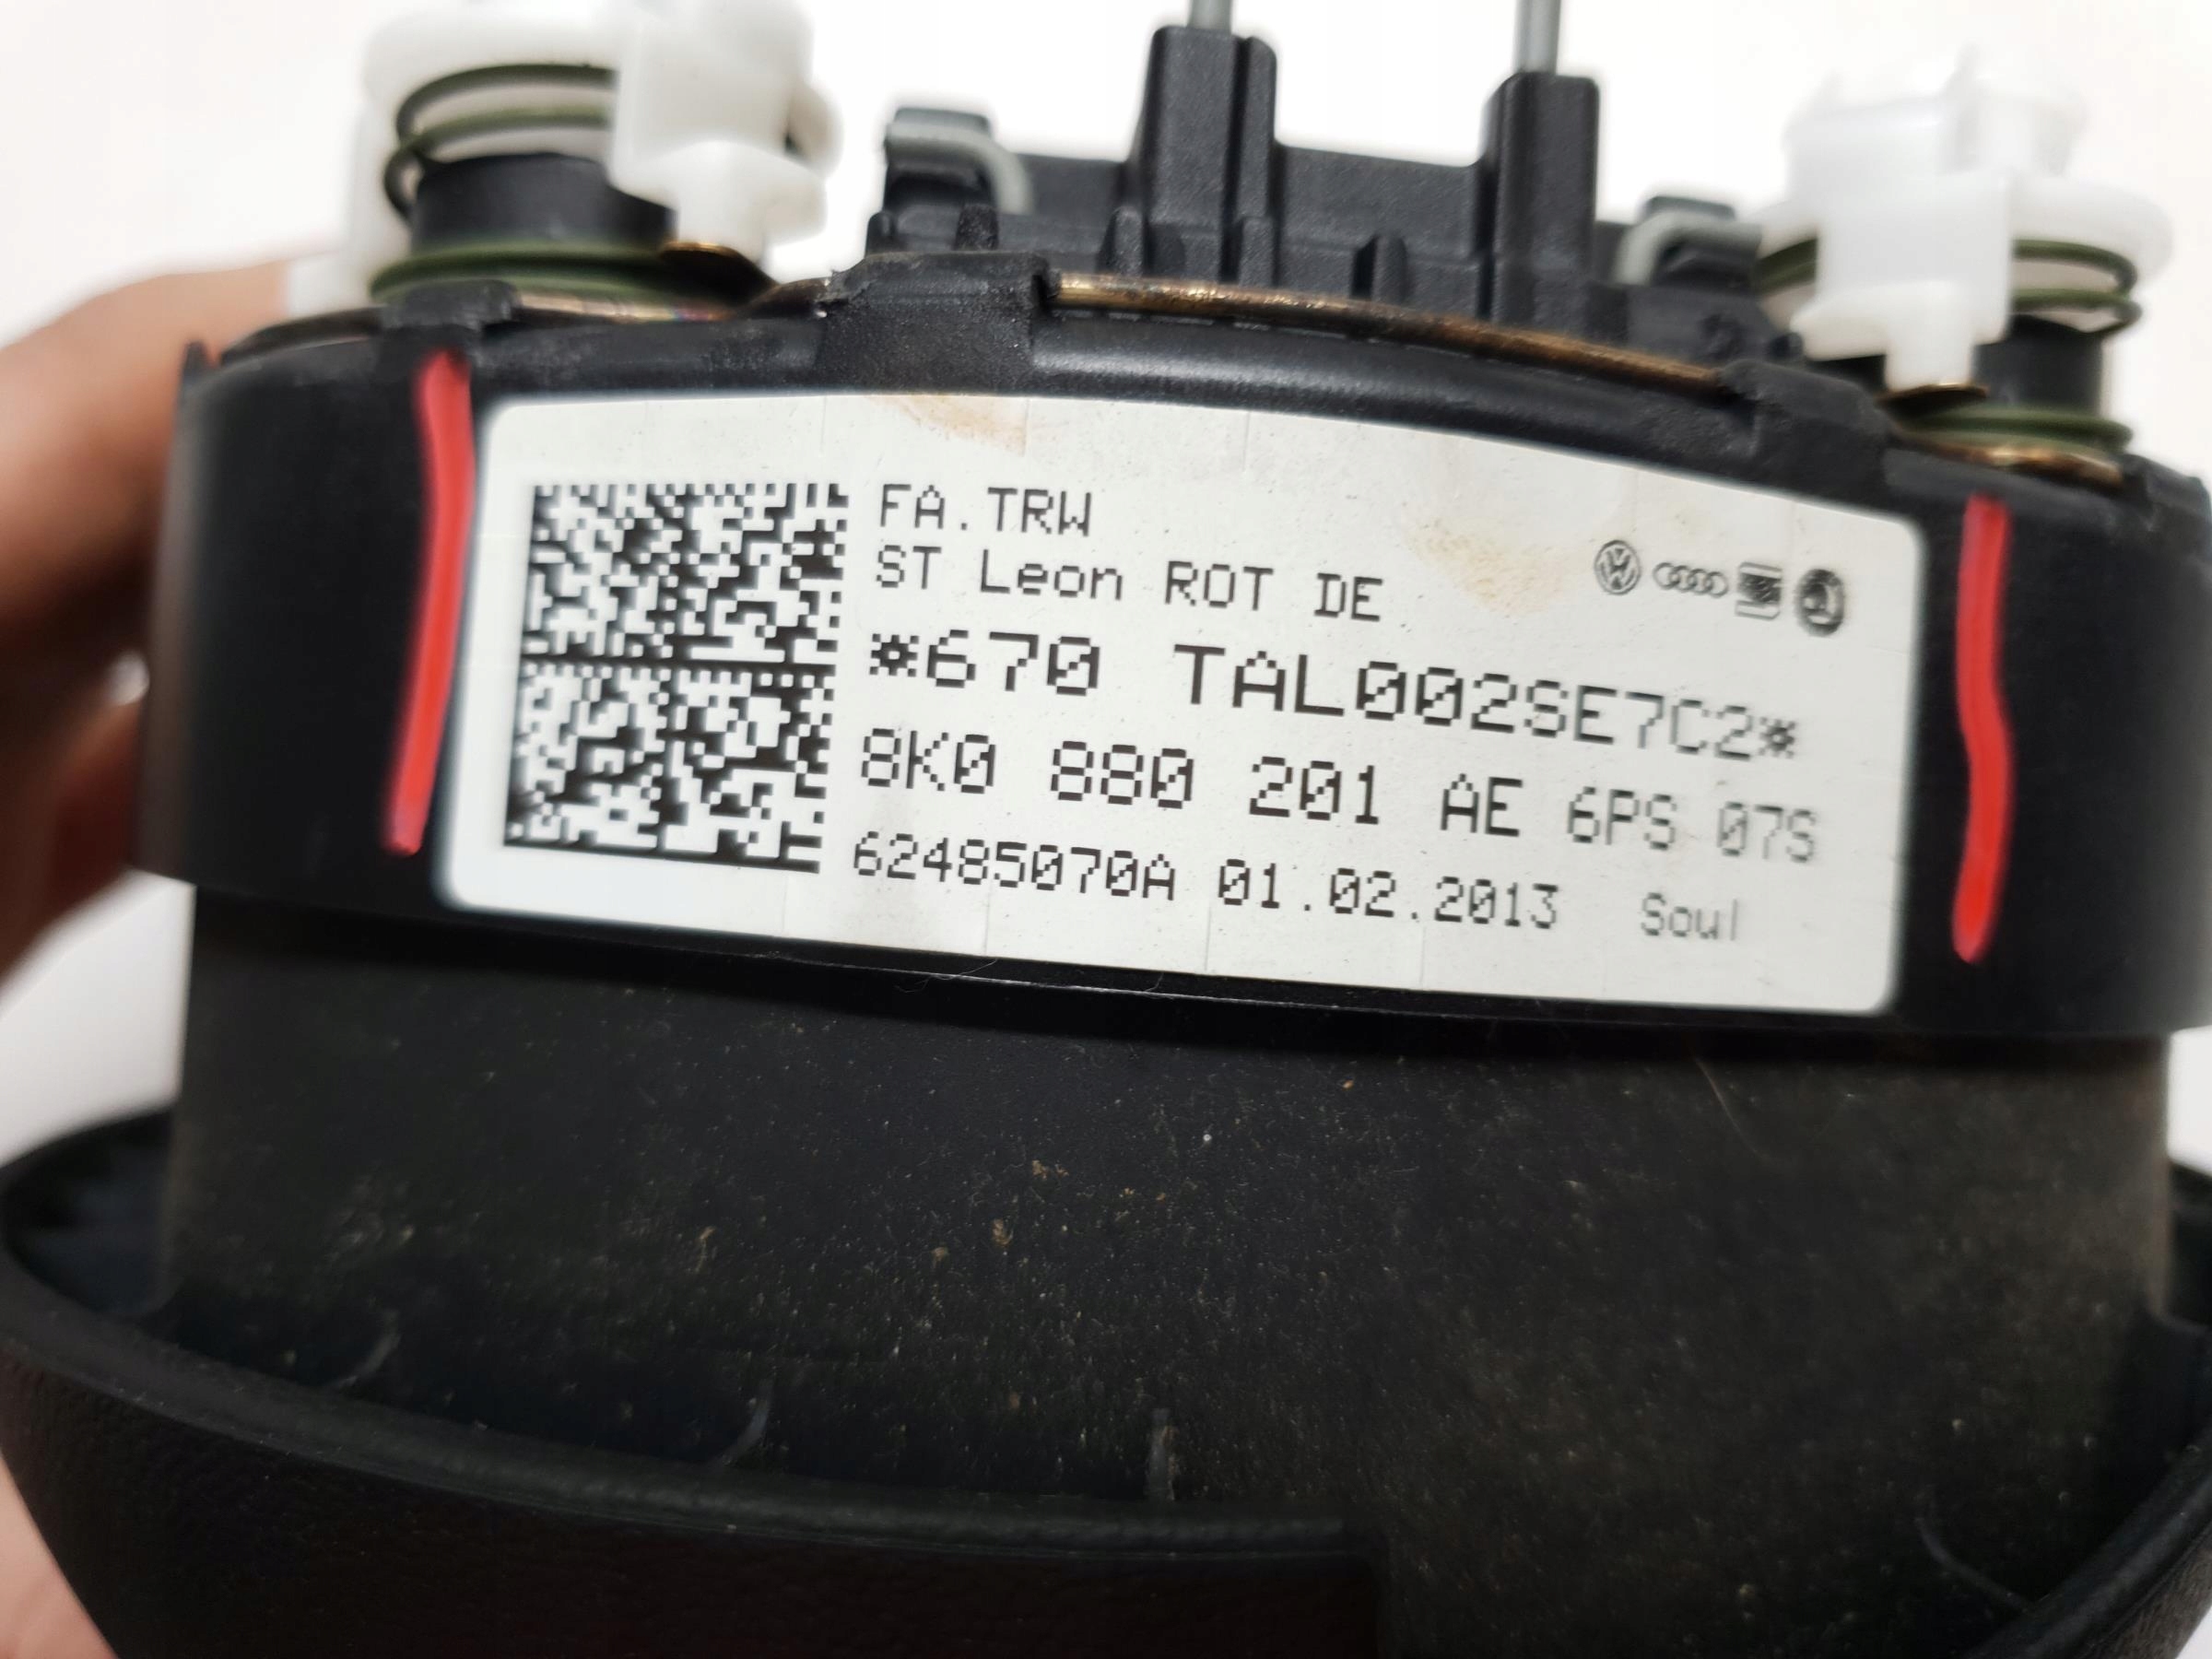 FA.TRW
ST Leon ROT DE
*670 TAL002SE7C2*
8K0 880 201 AE 6PS 07S
62485070A 01.02.2013 Soul